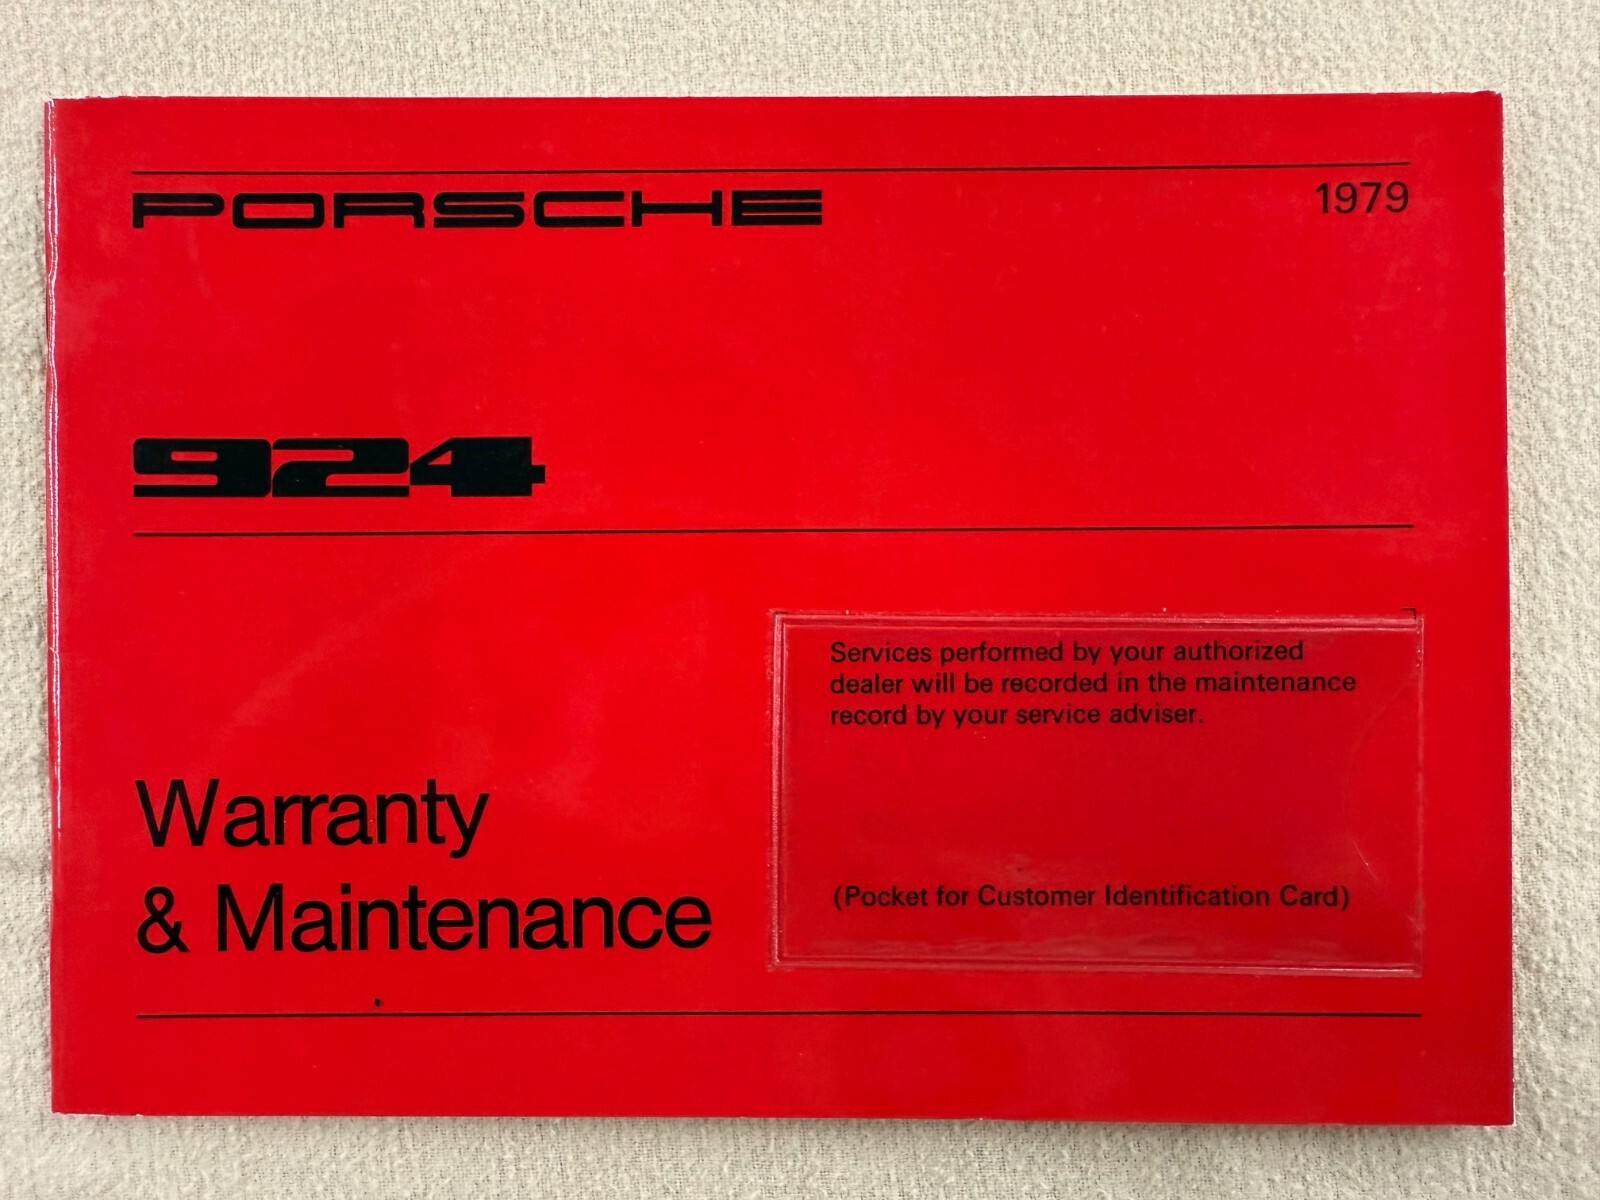 PORSCHE
1979
924
Warranty
& Maintenance
Services performed by your authorized
dealer will be recorded in the maintenance
record by your service adviser.
(Pocket for Customer Identification Card)